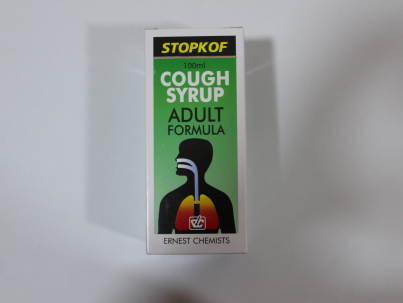 STOPKOF
100ml
COUGH
SYRUP
ADULT
FORMULA
ERNEST CHEMISTS